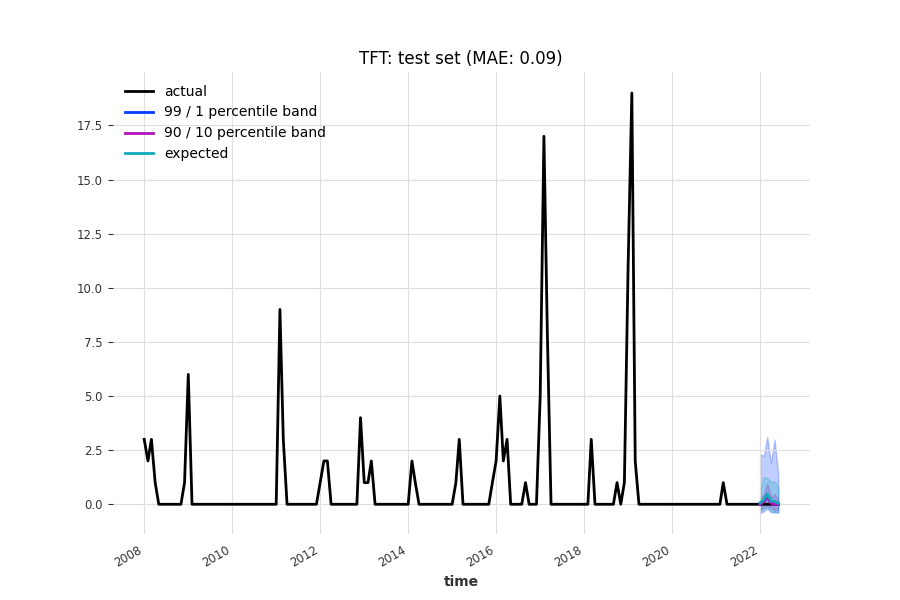 TFT: test set (MAE: 0.09)
actual
99 / 1 percentile band
90 / 10 percentile band
expected
17.5
15.0
12.5
10.0
7.5
5.0
2.5
0.0
2008 2010 2012 2014 2016 2018 2020 2022
time